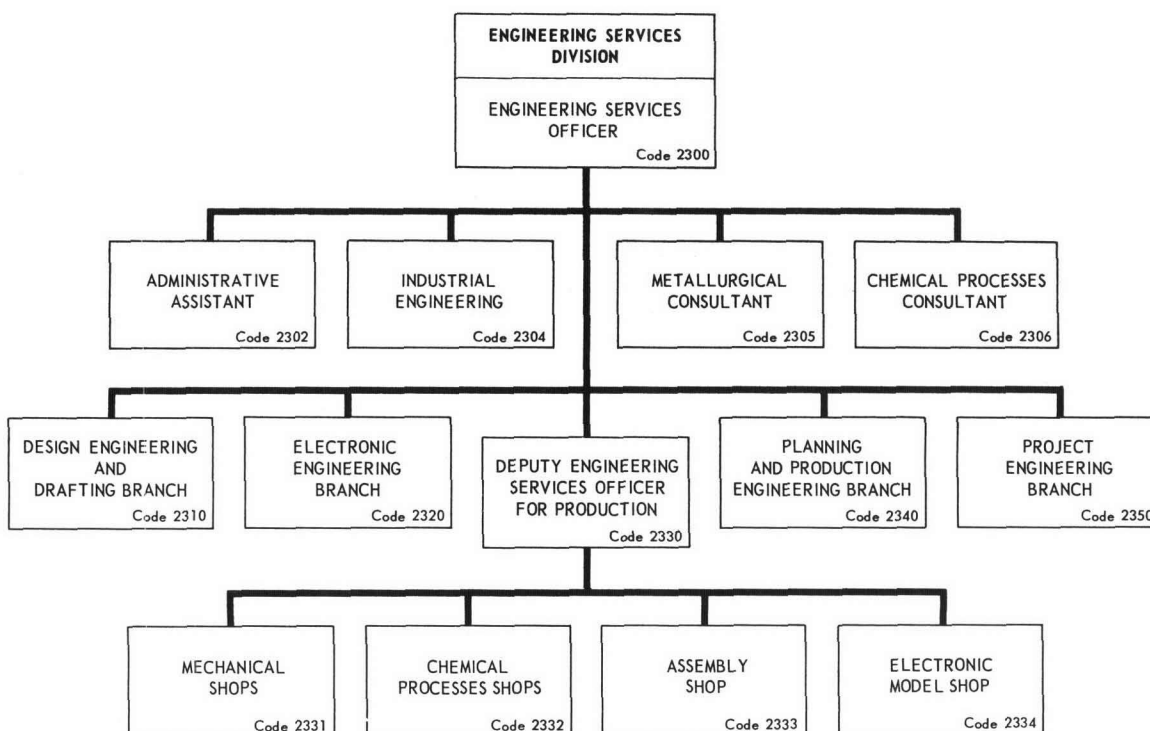 ENGINEERING SERVICES
DIVISION
ENGINEERING SERVICES
OFFICER
Code 2300
ADMINISTRATIVE
ASSISTANT
Code 2302
INDUSTRIAL
ENGINEERING
Code 2304
METALLURGICAL
CONSULTANT
Code 2305
CHEMICAL PROCESSES
CONSULTANT
Code 2306
DESIGN ENGINEERING
AND
DRAFTING BRANCH
Code 2310
ELECTRONIC
ENGINEERING
BRANCH
Code 2320
DEPUTY ENGINEERING
SERVICES OFFICER
FOR PRODUCTION
Code 2330
PLANNING
AND PRODUCTION
ENGINEERING BRANCH
Code 2340
PROJECT
ENGINEERING
BRANCH
Code 2350
MECHANICAL
SHOPS
Code 2331
CHEMICAL
PROCESSES SHOPS
Code 2332
ASSEMBLY
SHOP
Code 2333
ELECTRONIC
MODEL SHOP
Code 2334